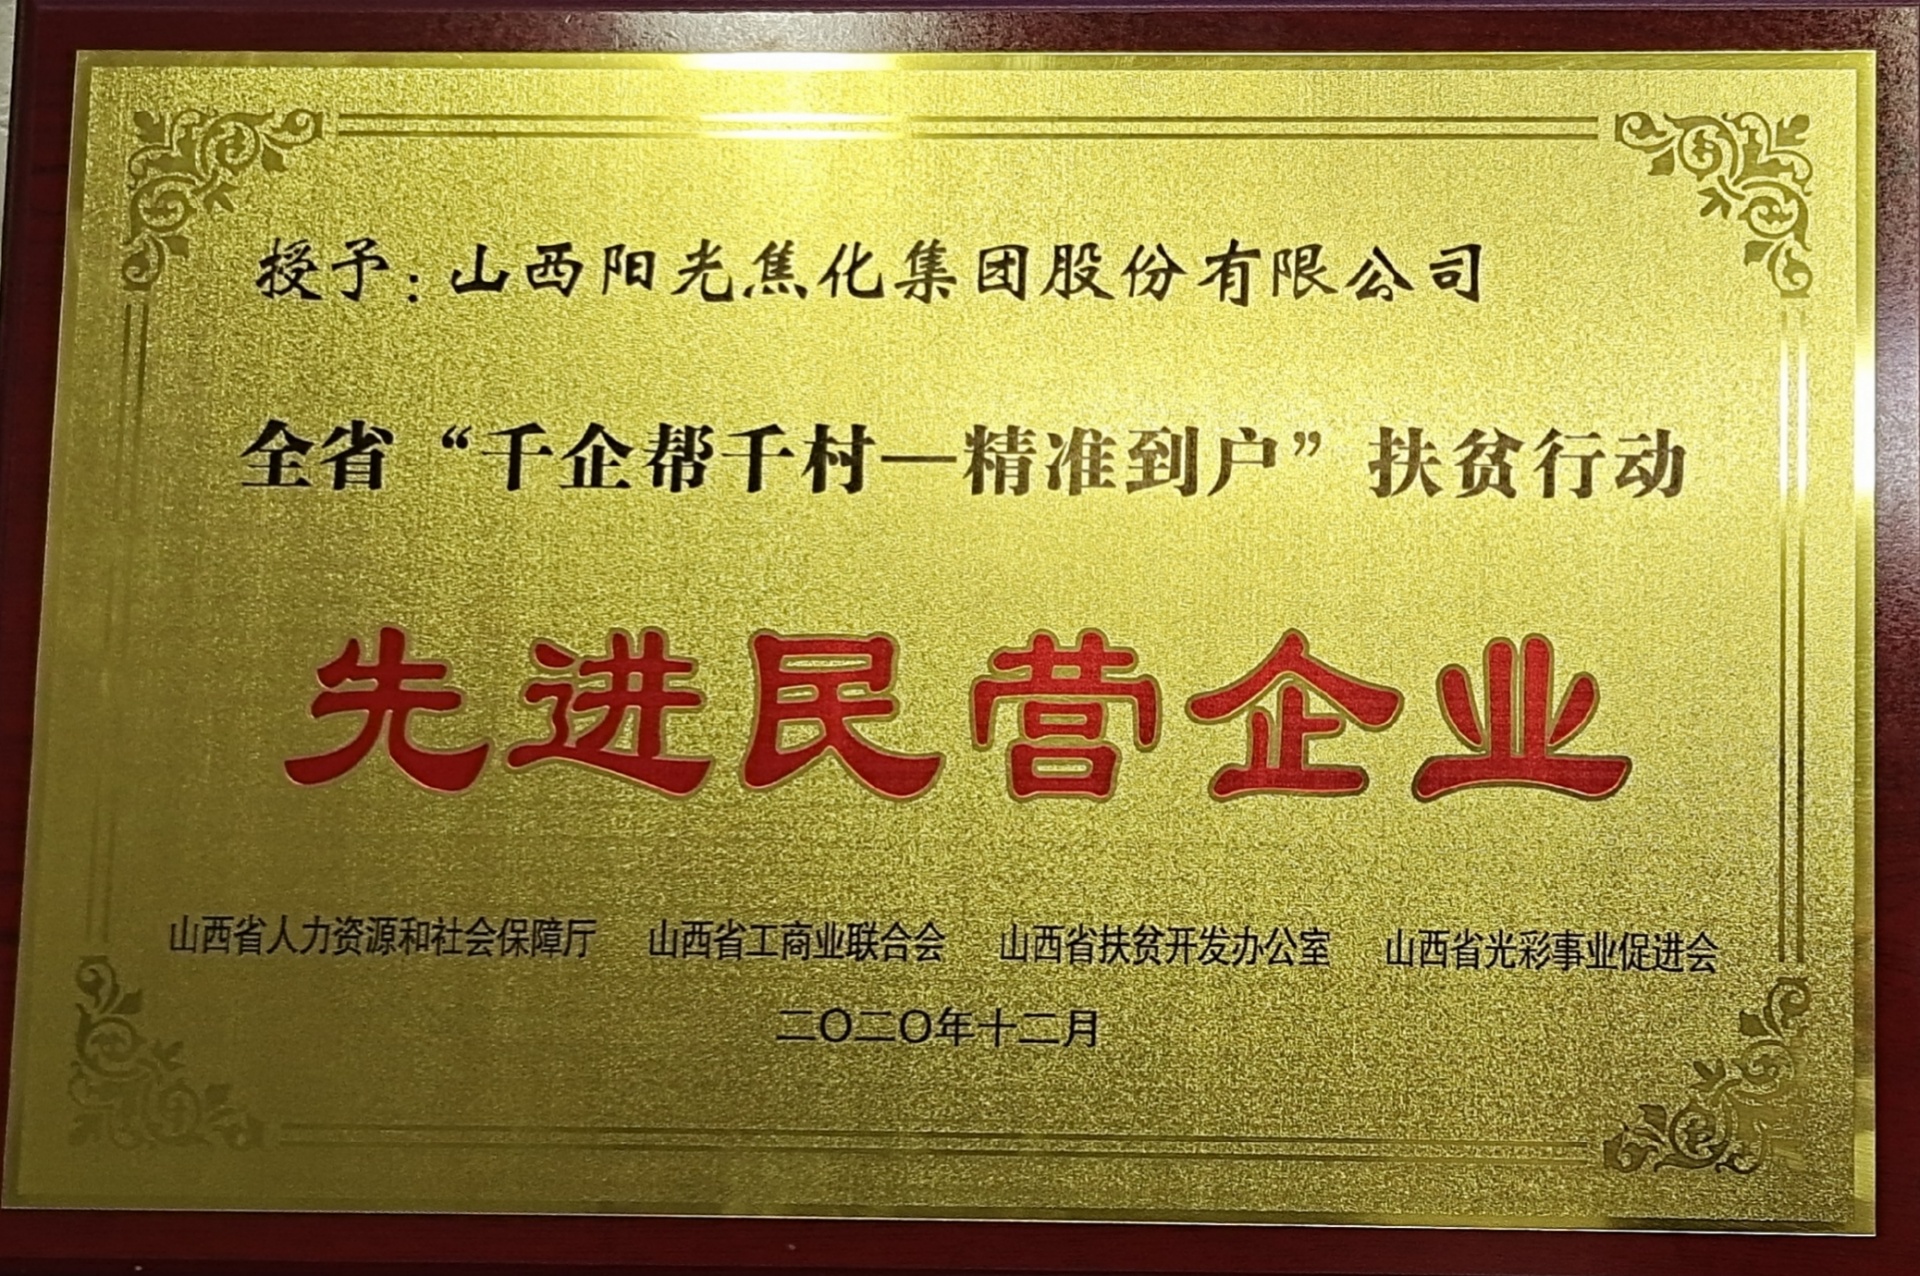 授予：山西阳光焦化集团股份有限公司
全省“千企帮千村—精准到户”扶贫行动
先进民营企业
山西省人力资源和社会保障厅 山西省工商业联合会 山西省扶贫开发办公室 山西省光彩事业促进会
二〇二〇年十二月